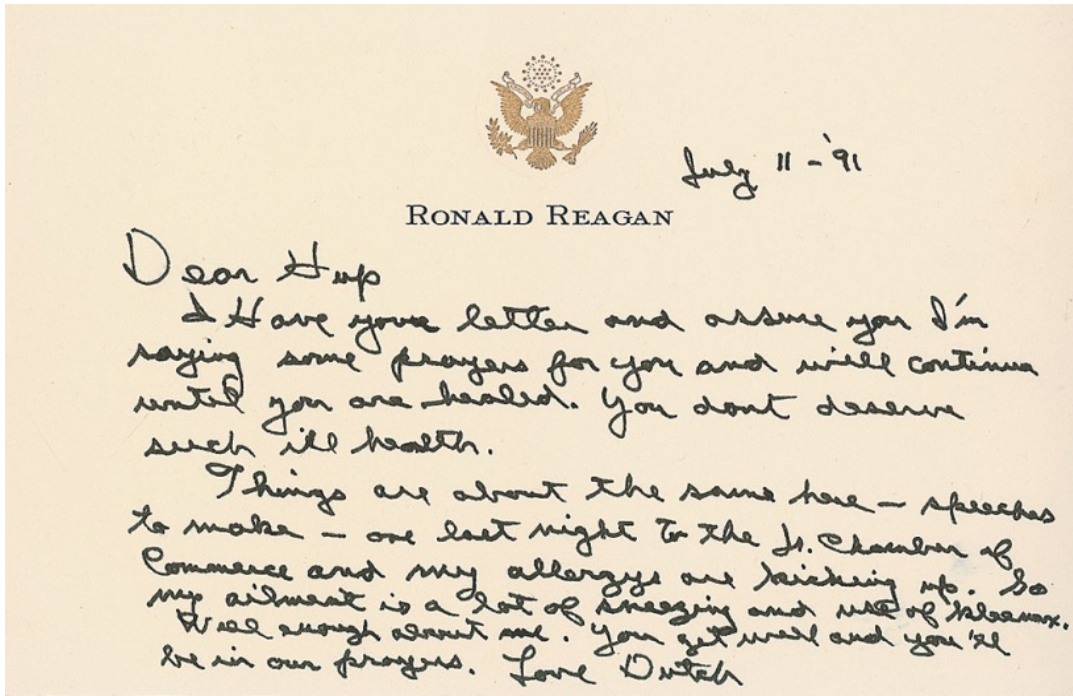 July 11 - '91
RONALD REAGAN
Dear Hup
I Have your letter and assure you I'm
saying some prayers for you and will continue
until you are healed. You dont deserve
such ill health.
Things are about the same here – speeches
to make – one last night to the Jr. Chamber of
Commerce and my allergys are kicking up. So
my ailment is a lot of sneezing and use of kleenax.
Well enough about me. You get well and you'll
be in our prayers. Love Dutch